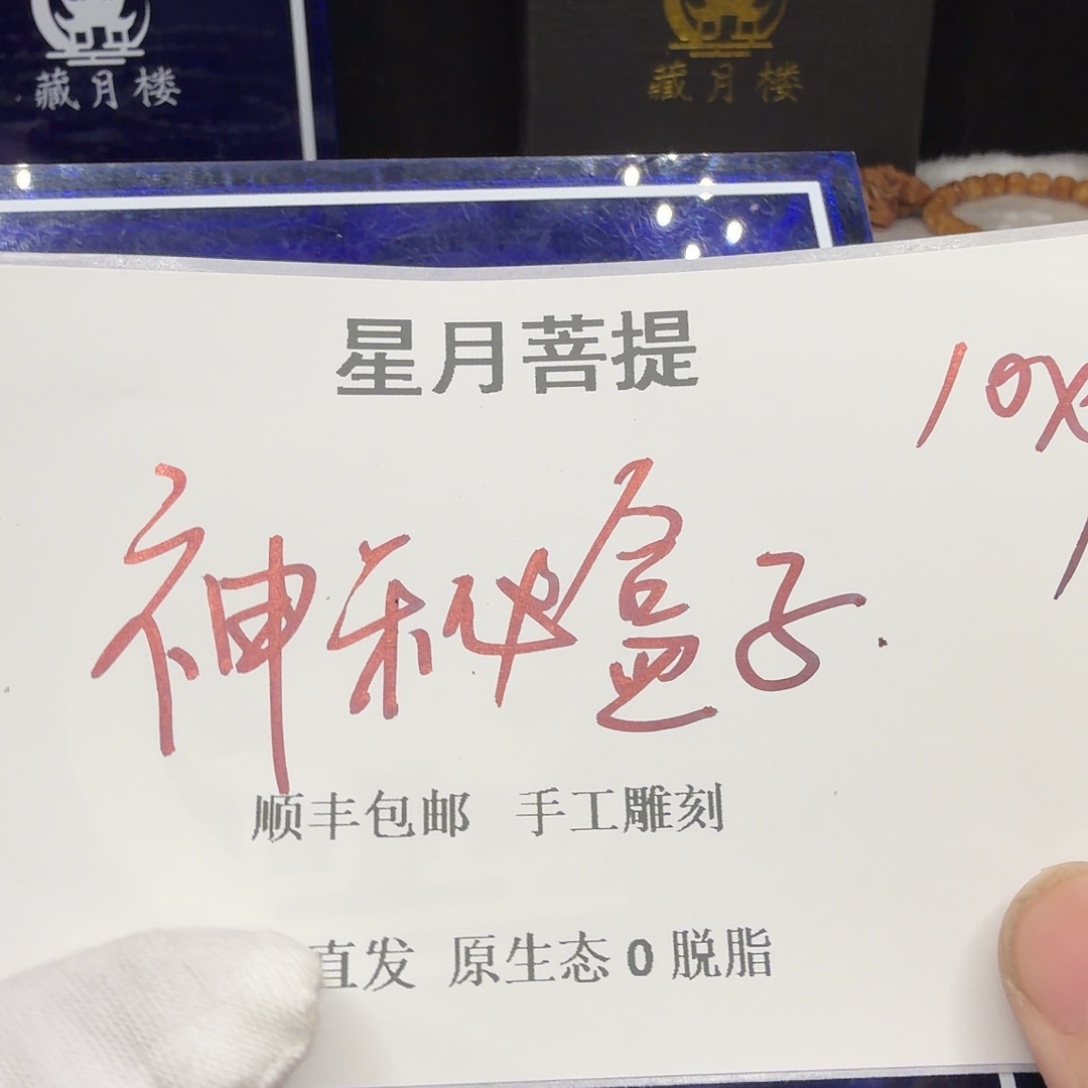 藏月楼
藏月楼
星月菩提
10X
神秘盒子
顺丰包邮 手工雕刻
直发 原生态0脱脂